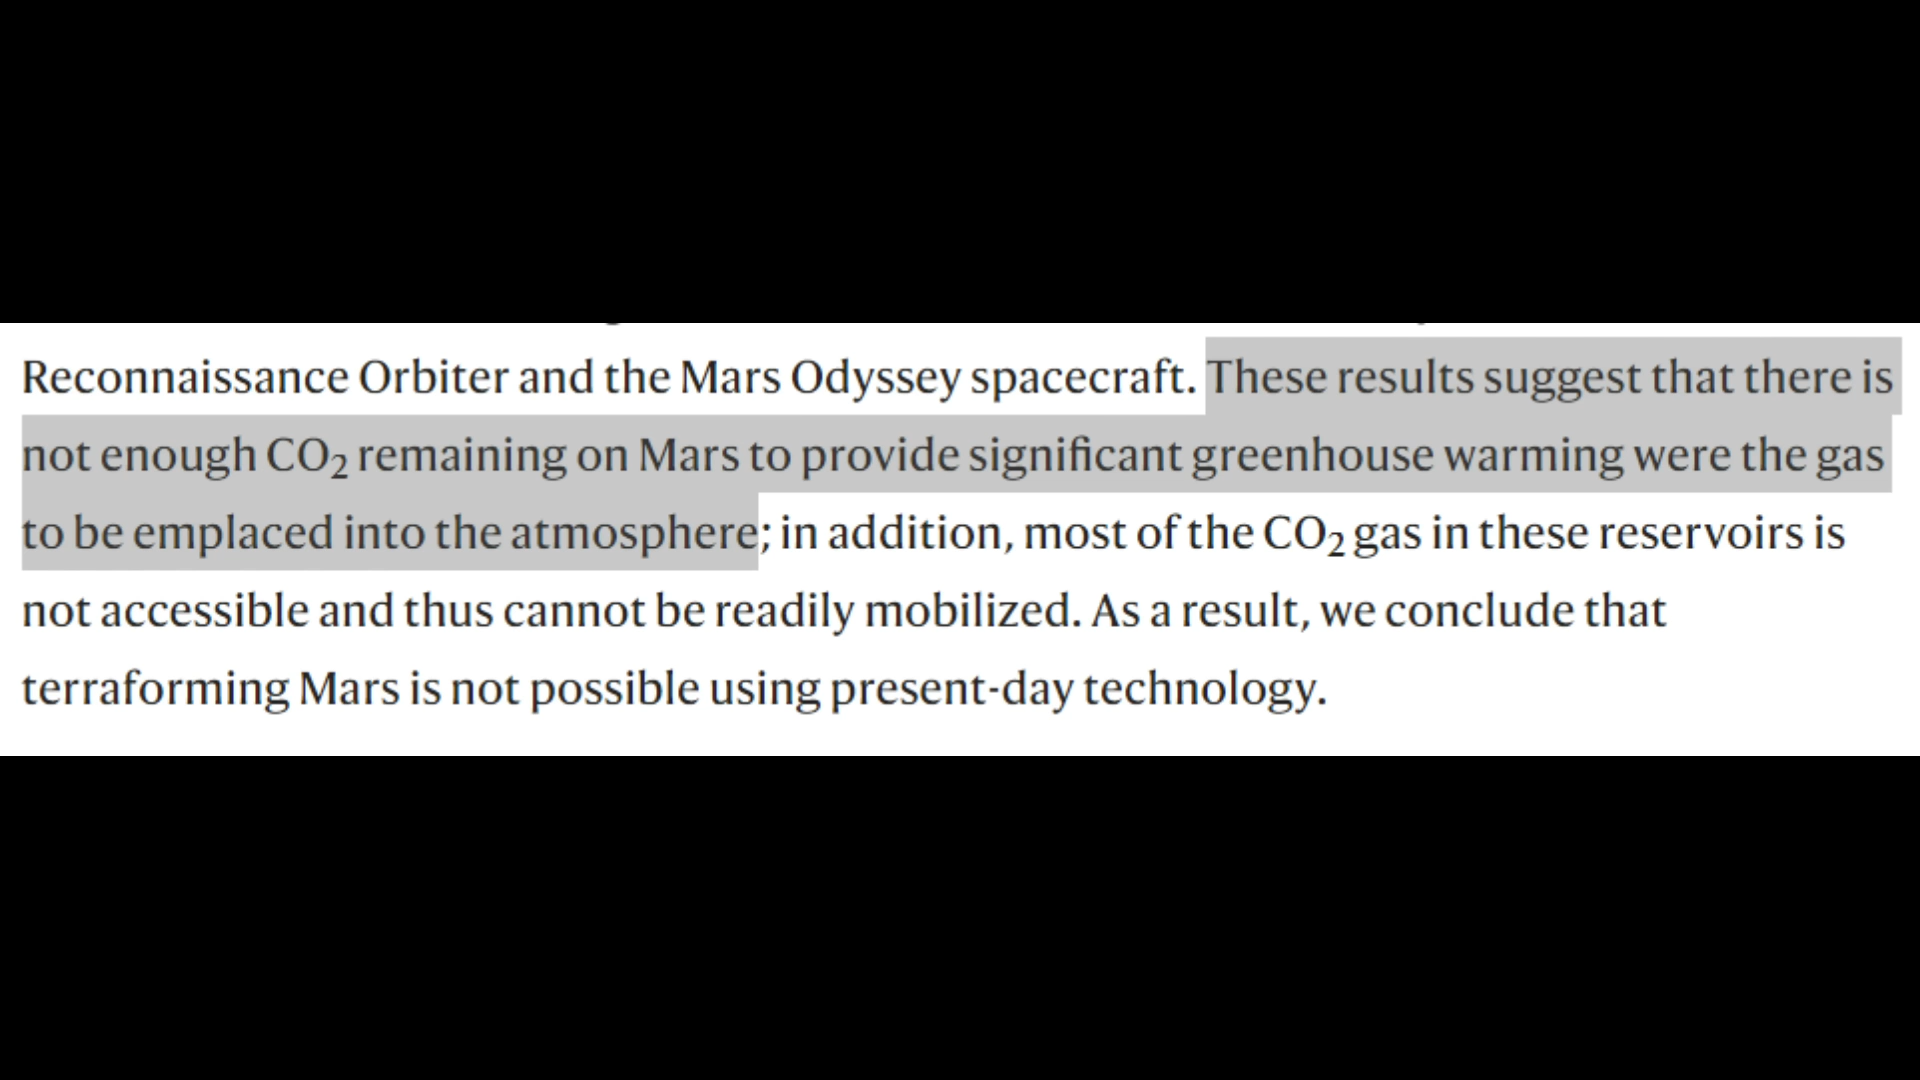 Reconnaissance Orbiter and the Mars Odyssey spacecraft. These results suggest that there is
not enough CO₂ remaining on Mars to provide significant greenhouse warming were the gas
to be emplaced into the atmosphere; in addition, most of the CO₂ gas in these reservoirs is
not accessible and thus cannot be readily mobilized. As a result, we conclude that
terraforming Mars is not possible using present-day technology.